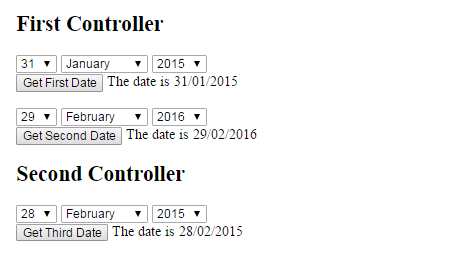 First Controller
31 January 2015
Get First Date The date is 31/01/2015
29 February 2016
Get Second Date The date is 29/02/2016
Second Controller
28 February 2015
Get Third Date The date is 28/02/2015